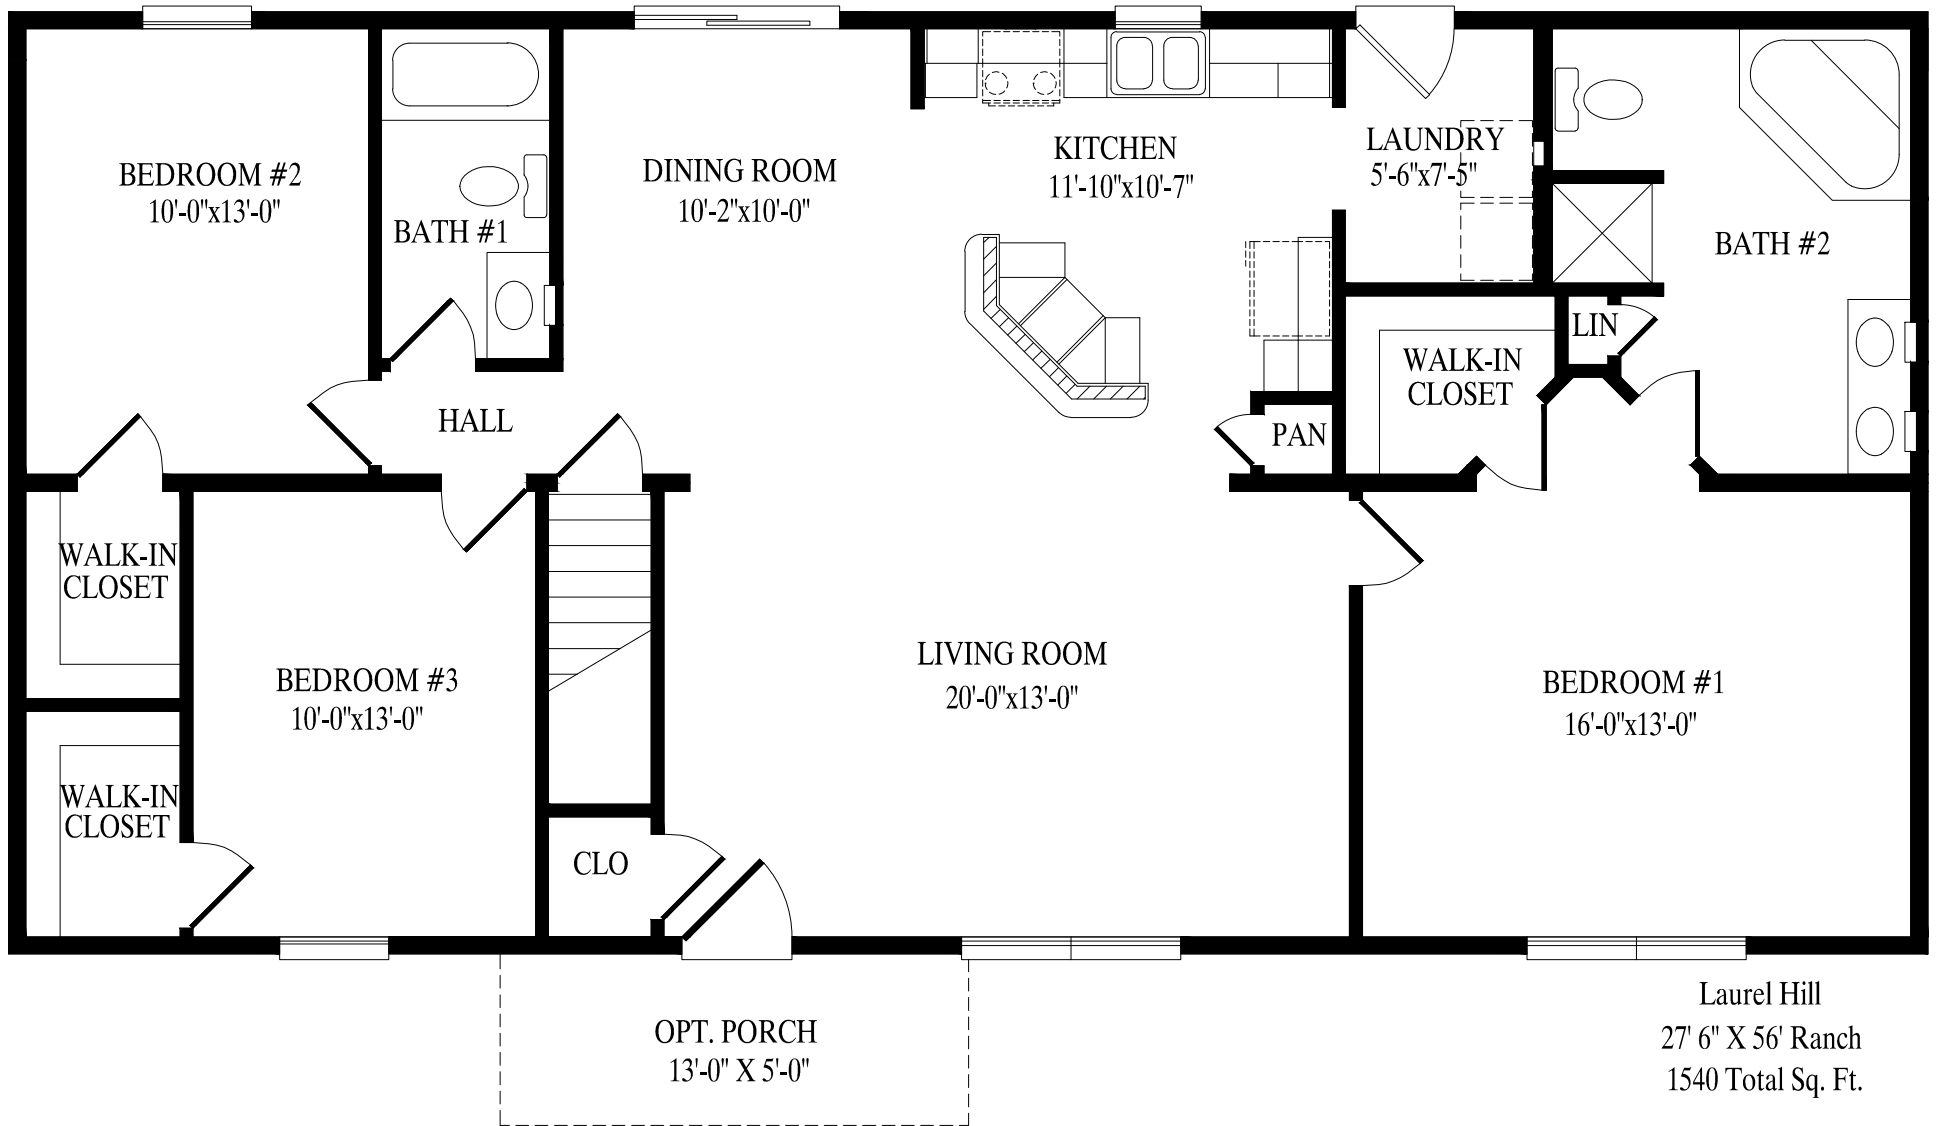 BEDROOM #2
10'-0"x13'-0"
BATH #1
DINING ROOM
10'-2"x10'-0"
KITCHEN
11'-10"x10'-7"
LAUNDRY
5'-6"x7'-5"
BATH #2
LIN
WALK-IN
CLOSET
HALL
PAN
WALK-IN
CLOSET
BEDROOM #3
10'-0"x13'-0"
LIVING ROOM
20'-0"x13'-0"
BEDROOM #1
16'-0"x13'-0"
WALK-IN
CLOSET
CLO
OPT. PORCH
13'-0" X 5'-0"
Laurel Hill
27' 6" X 56' Ranch
1540 Total Sq. Ft.